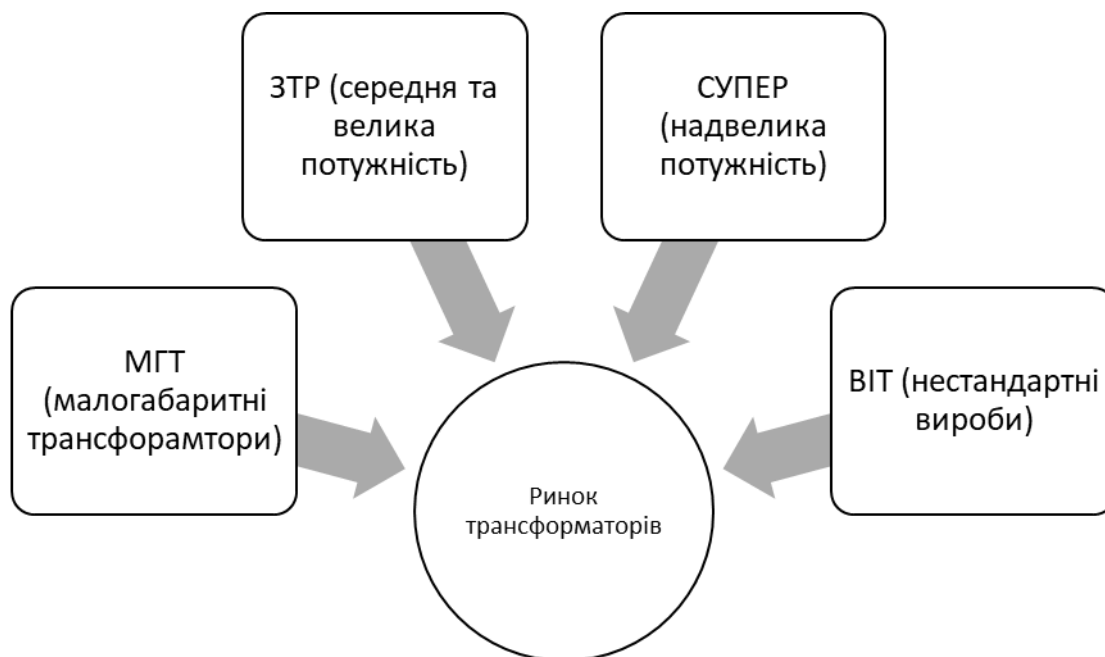 ЗТР (середня та
велика
потужність)
СУПЕР
(надвелика
потужність)
МГТ
(малогабаритні
трансфорамтори)
ВІТ (нестандартні
вироби)
Ринок
трансформаторів